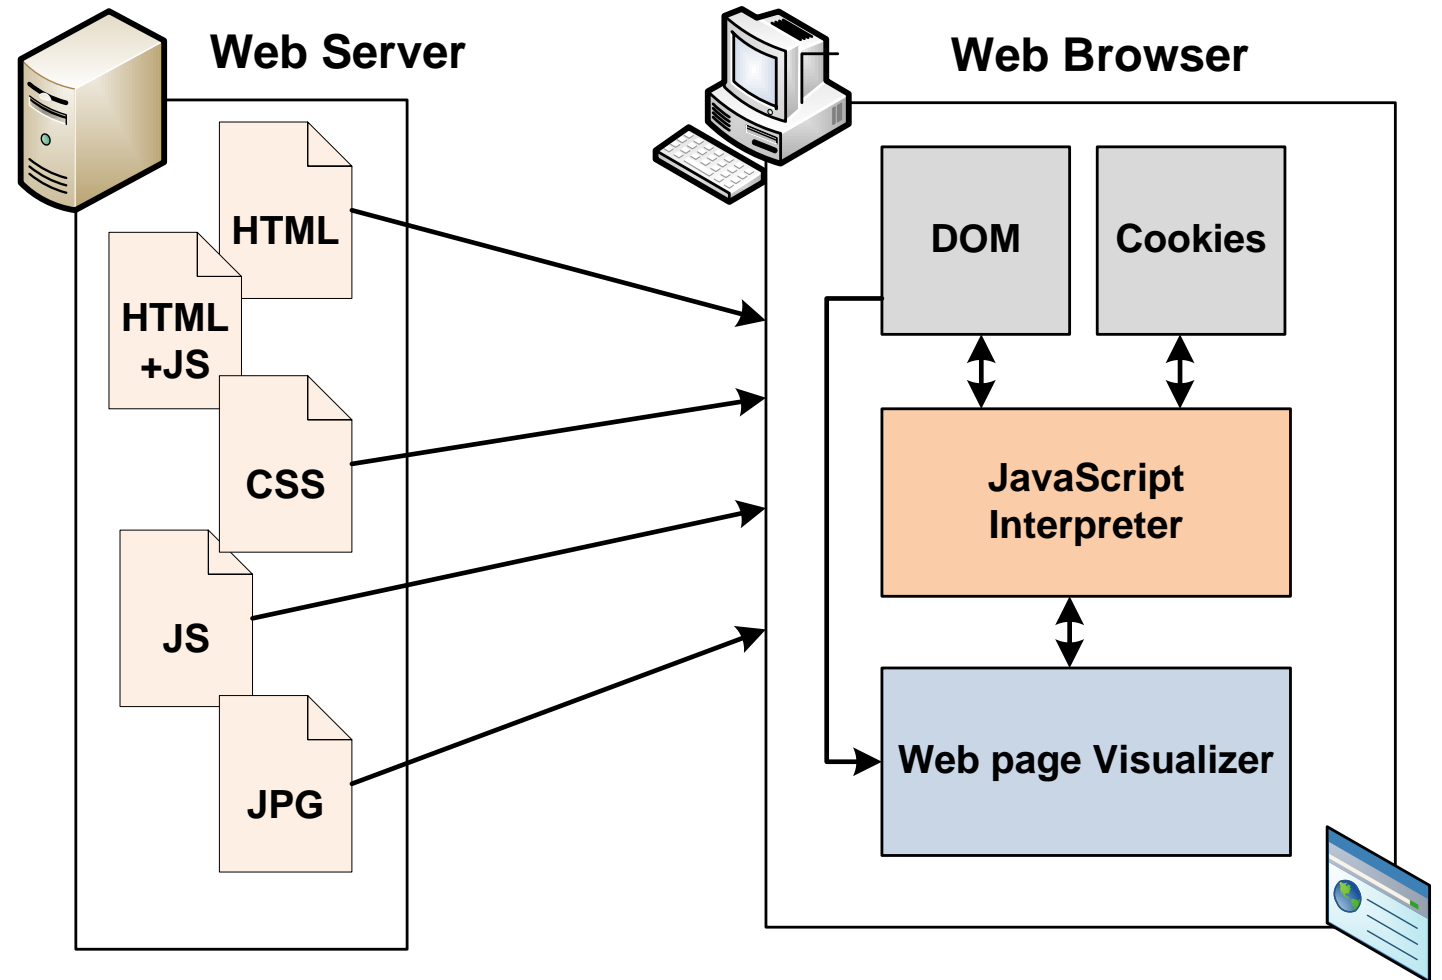 Web Server
HTML
HTML
+JS
CSS
JS
JPG
Web Browser
DOM
Cookies
JavaScript
Interpreter
Web page Visualizer